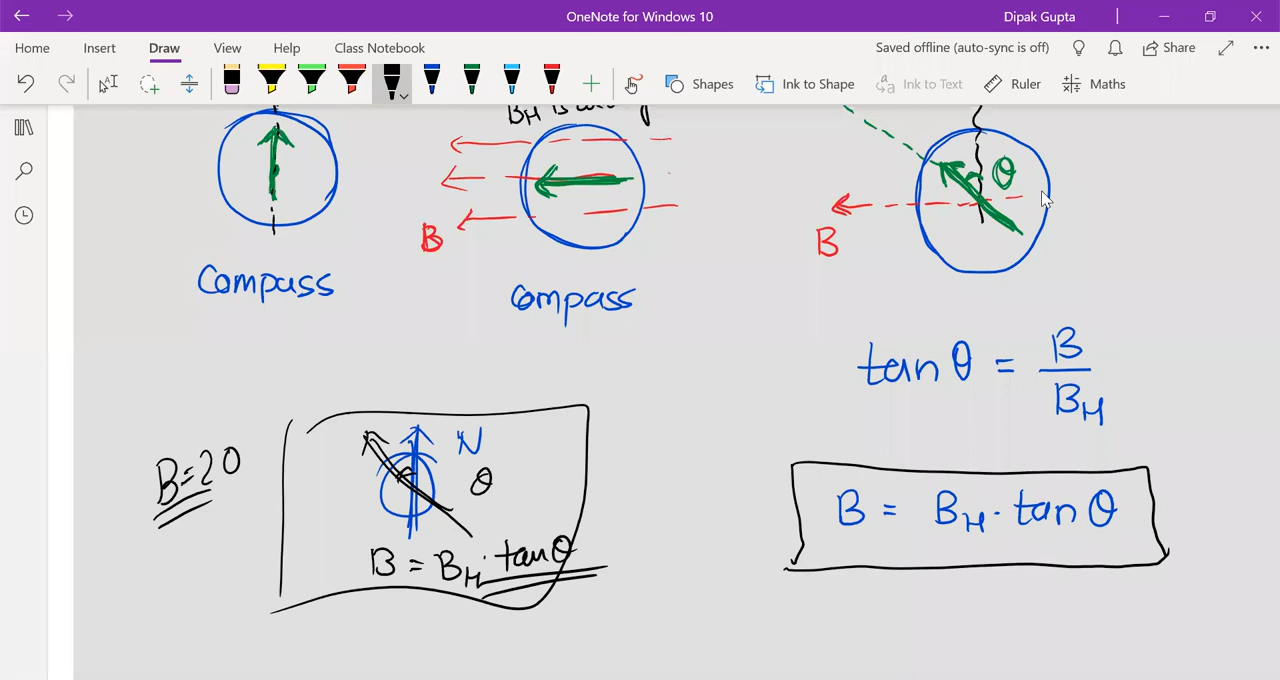 OneNote for Windows 10
Dipak Gupta
Home Insert Draw View Help Class Notebook
Saved offline (auto-sync is off)
Share
Shapes
Ink to Shape
Ink to Text
Ruler
Maths
BH is
B
Compass
Compass
θ
B
tan θ = B/BH
B = BH · tan θ
B=20
N
θ
B = BH · tan θ